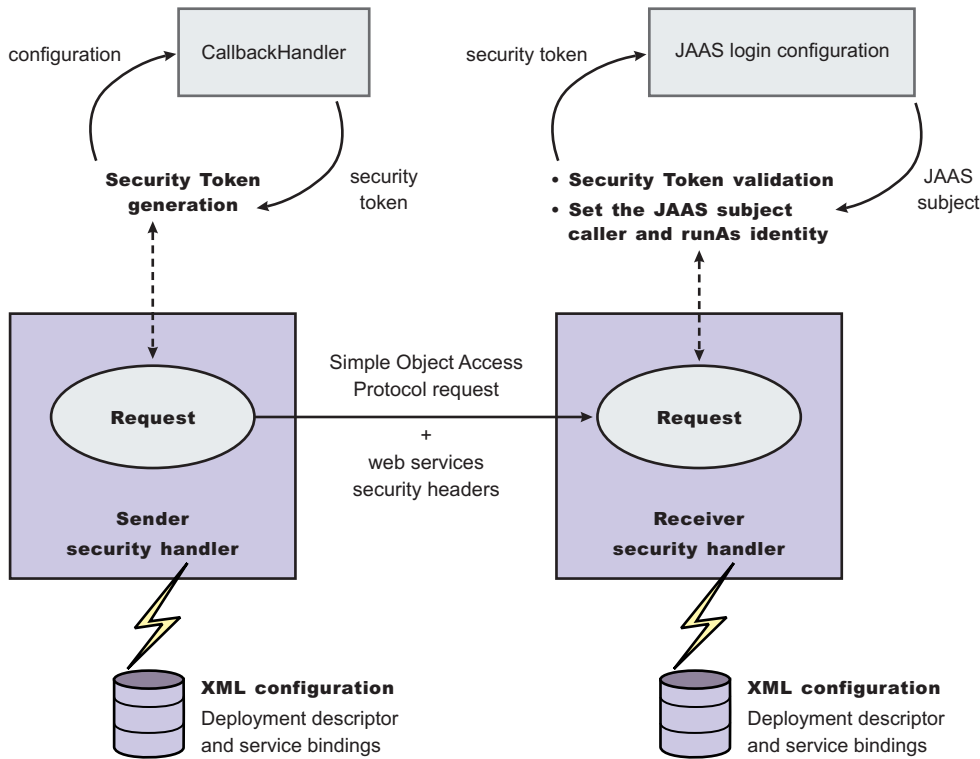 configuration
CallbackHandler
Security Token
generation
security
token
security token
JAAS login configuration
• Security Token validation
• Set the JAAS subject
caller and runAs identity
JAAS
subject
Request
Sender
security handler
Simple Object Access
Protocol request
+
web services
security headers
Request
Receiver
security handler
XML configuration
Deployment descriptor
and service bindings
XML configuration
Deployment descriptor
and service bindings